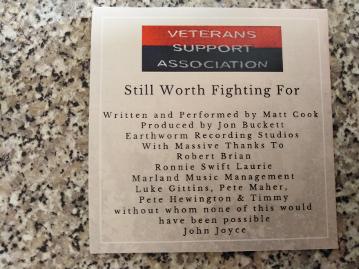 VETERANS
SUPPORT
ASSOCIATION
Still Worth Fighting For
Written and Performed by Matt Cook
Produced by Jon Buckett
Earthworm Recording Studios
With Massive Thanks To
Robert Brian
Ronnie Swift Laurie
Marland Music Management
Luke Gittins, Pete Maher,
Pete Hewington & Timmy
without whom none of this would
have been possible
John Joyce